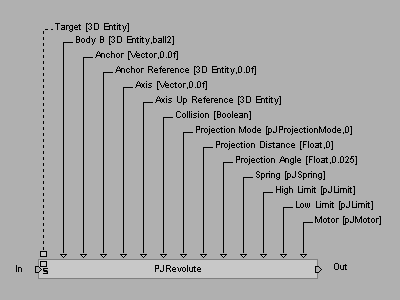 Target [3D Entity]
Body B [3D Entity,ball2]
Anchor [Vector,0.0f]
Anchor Reference [3D Entity,0.0f]
Axis [Vector,0.0f]
Axis Up Reference [3D Entity]
Collision [Boolean]
Projection Mode [pJProjectionMode,0]
Projection Distance [Float,0]
Projection Angle [Float,0.025]
Spring [pJSpring]
High Limit [pJLimit]
Low Limit [pJLimit]
Motor [pJMotor]
In S PJRevolute Out